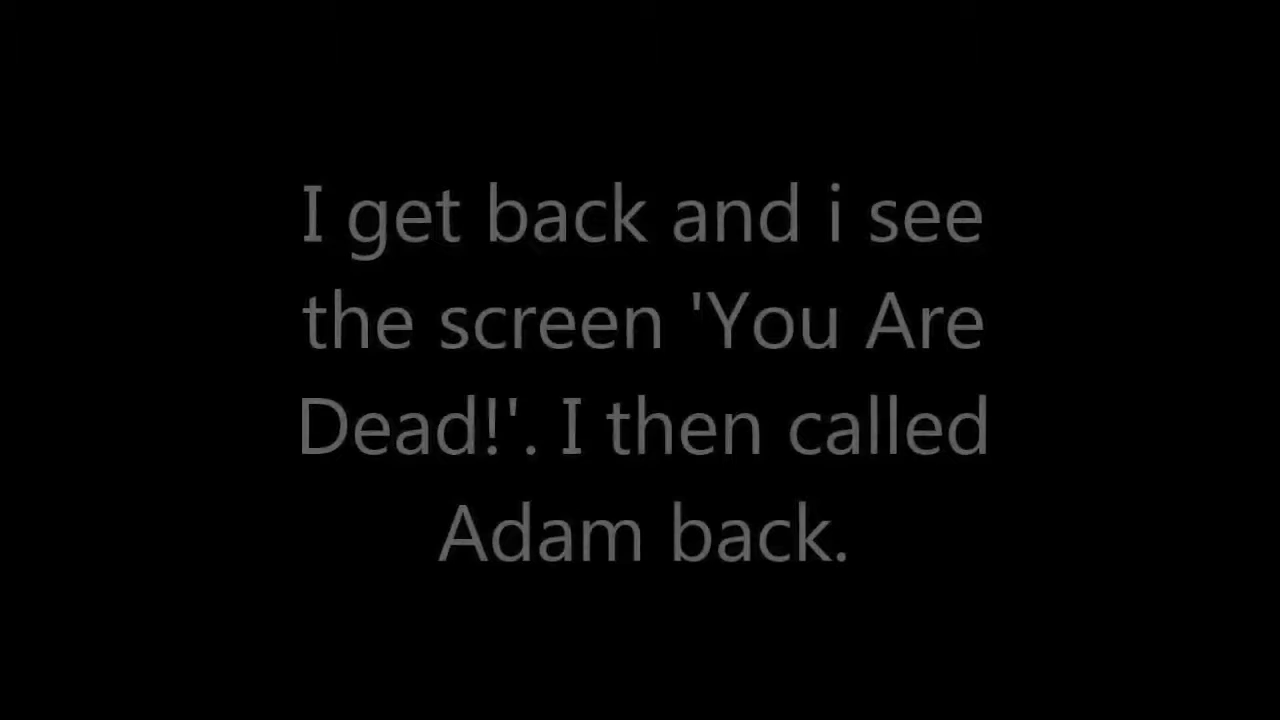 I get back and i see
the screen 'You Are
Dead!'. I then called
Adam back.